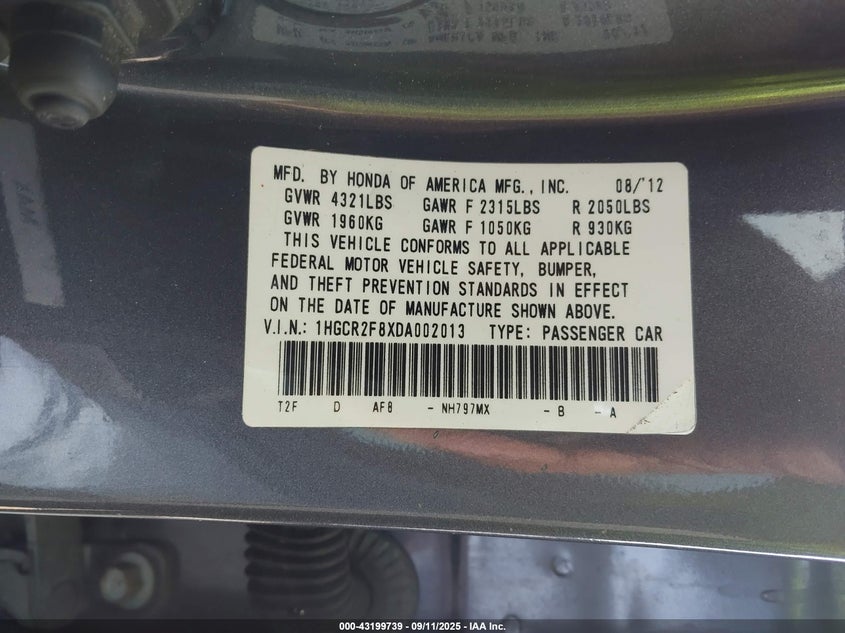 MFD. BY HONDA OF AMERICA MFG., INC. 08/'12
GVWR 4321LBS GAWR F 2315LBS R 2050LBS
GVWR 1960KG GAWR F 1050KG R 930KG
THIS VEHICLE CONFORMS TO ALL APPLICABLE
FEDERAL MOTOR VEHICLE SAFETY, BUMPER,
AND THEFT PREVENTION STANDARDS IN EFFECT
ON THE DATE OF MANUFACTURE SHOWN ABOVE.
V.I.N.: 1HGCR2F8XDA002013 TYPE: PASSENGER CAR
T2F D AF8 - NH797MX - B - A
000-43199739 - 09/11/2025 - IAA Inc.